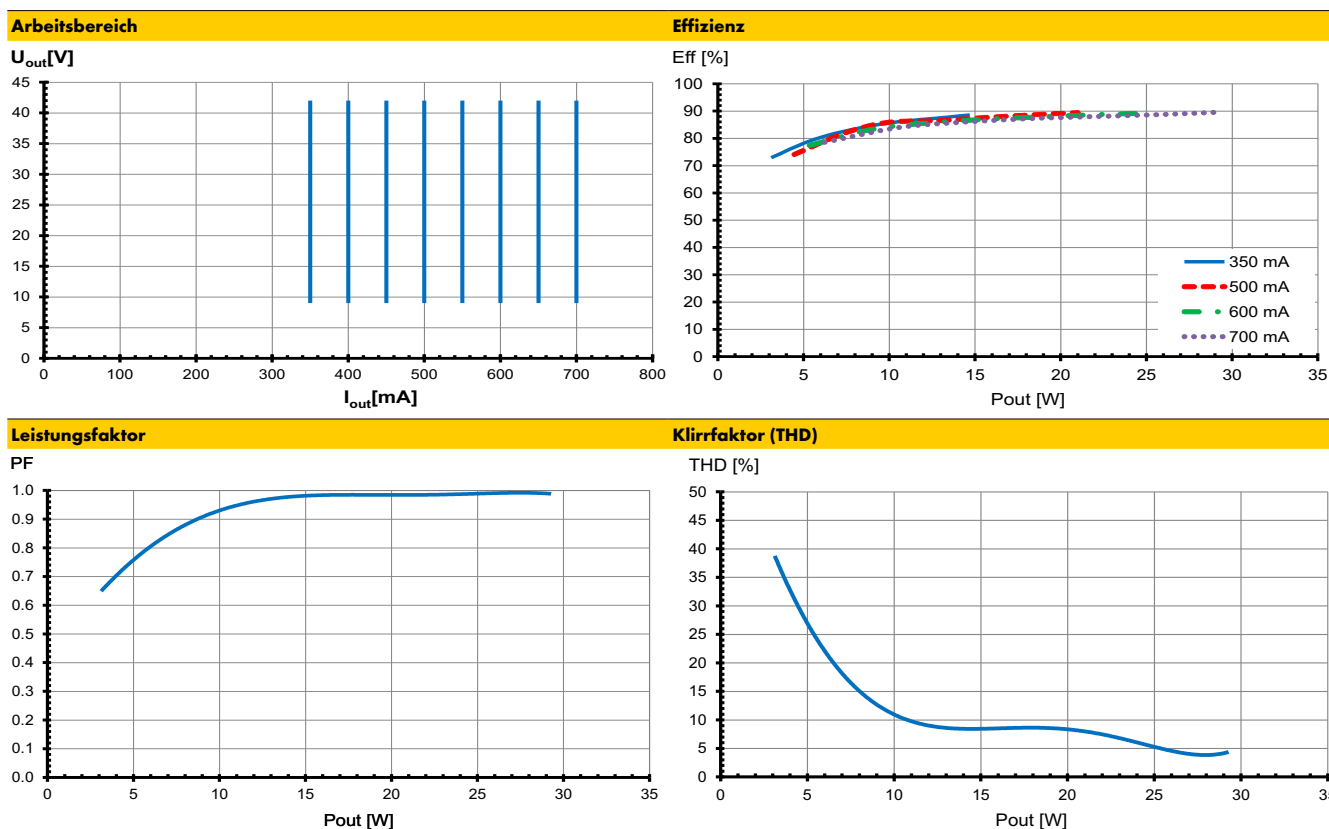 Arbeitsbereich
U_out[V]
45
40
35
30
25
20
15
10
5
0
0 100 200 300 400 500 600 700 800
I_out[mA]
Effizienz
Eff [%]
100
90
80
70
60
50
40
30
20
10
0
350 mA
500 mA
600 mA
700 mA
0 5 10 15 20 25 30 35
Pout [W]
Leistungsfaktor
PF
1.0
0.9
0.8
0.7
0.6
0.5
0.4
0.3
0.2
0.1
0.0
0 5 10 15 20 25 30 35
Pout [W]
Klirrfaktor (THD)
THD [%]
50
45
40
35
30
25
20
15
10
5
0
0 5 10 15 20 25 30 35
Pout [W]